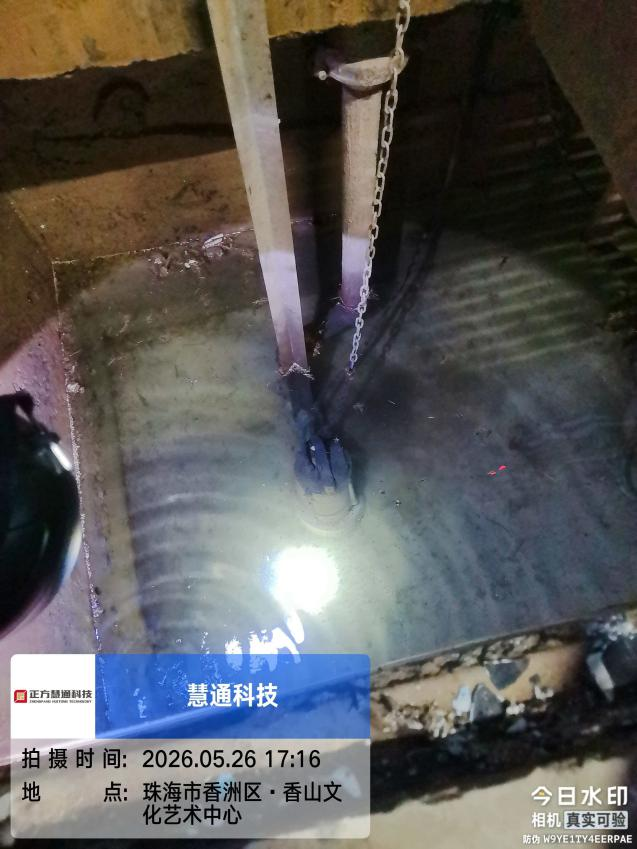 正方慧通科技
ZHENGFANG HUITONG TECHNOLOGY
慧通科技
拍摄时间: 2026.05.26 17:16
地点: 珠海市香洲区·香山文
化艺术中心
今日水印
相机 真实可验
防伪 W9YE1TY4EERPAE